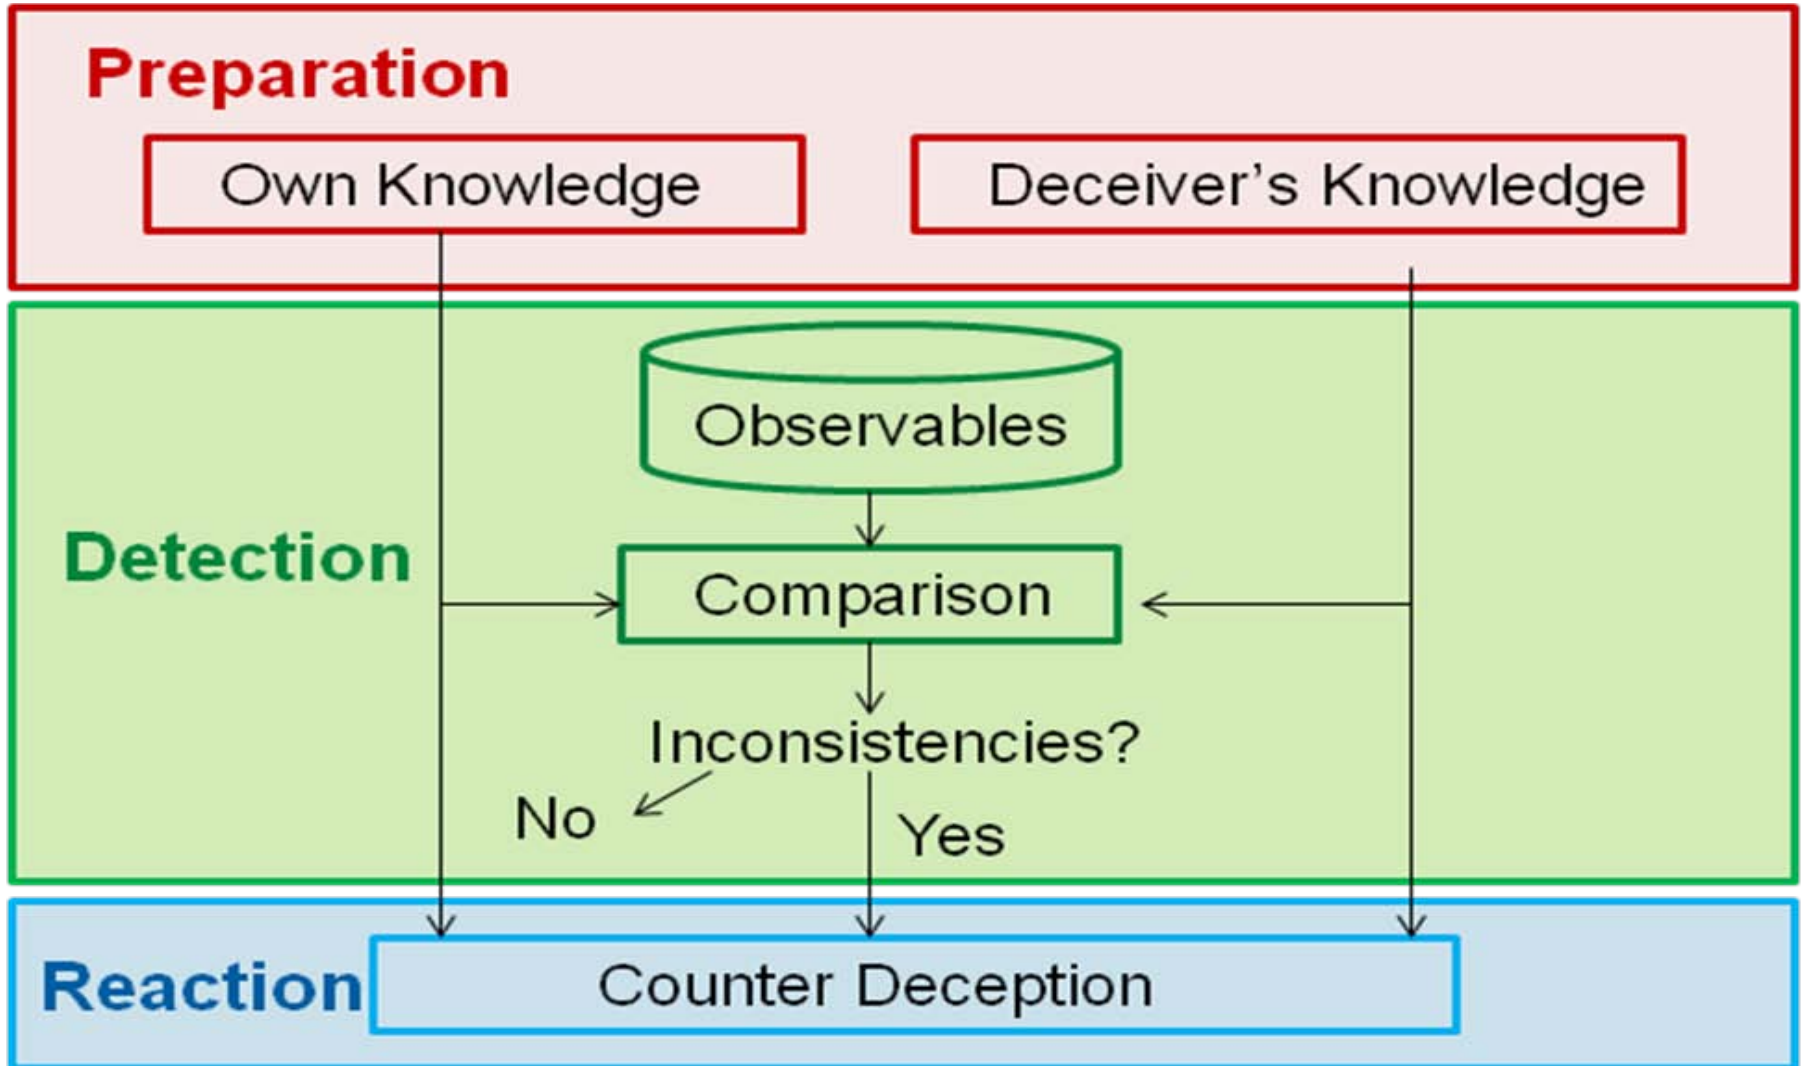 Preparation
Own Knowledge
Deceiver's Knowledge
Observables
Detection
Comparison
Inconsistencies?
No
Yes
Reaction
Counter Deception